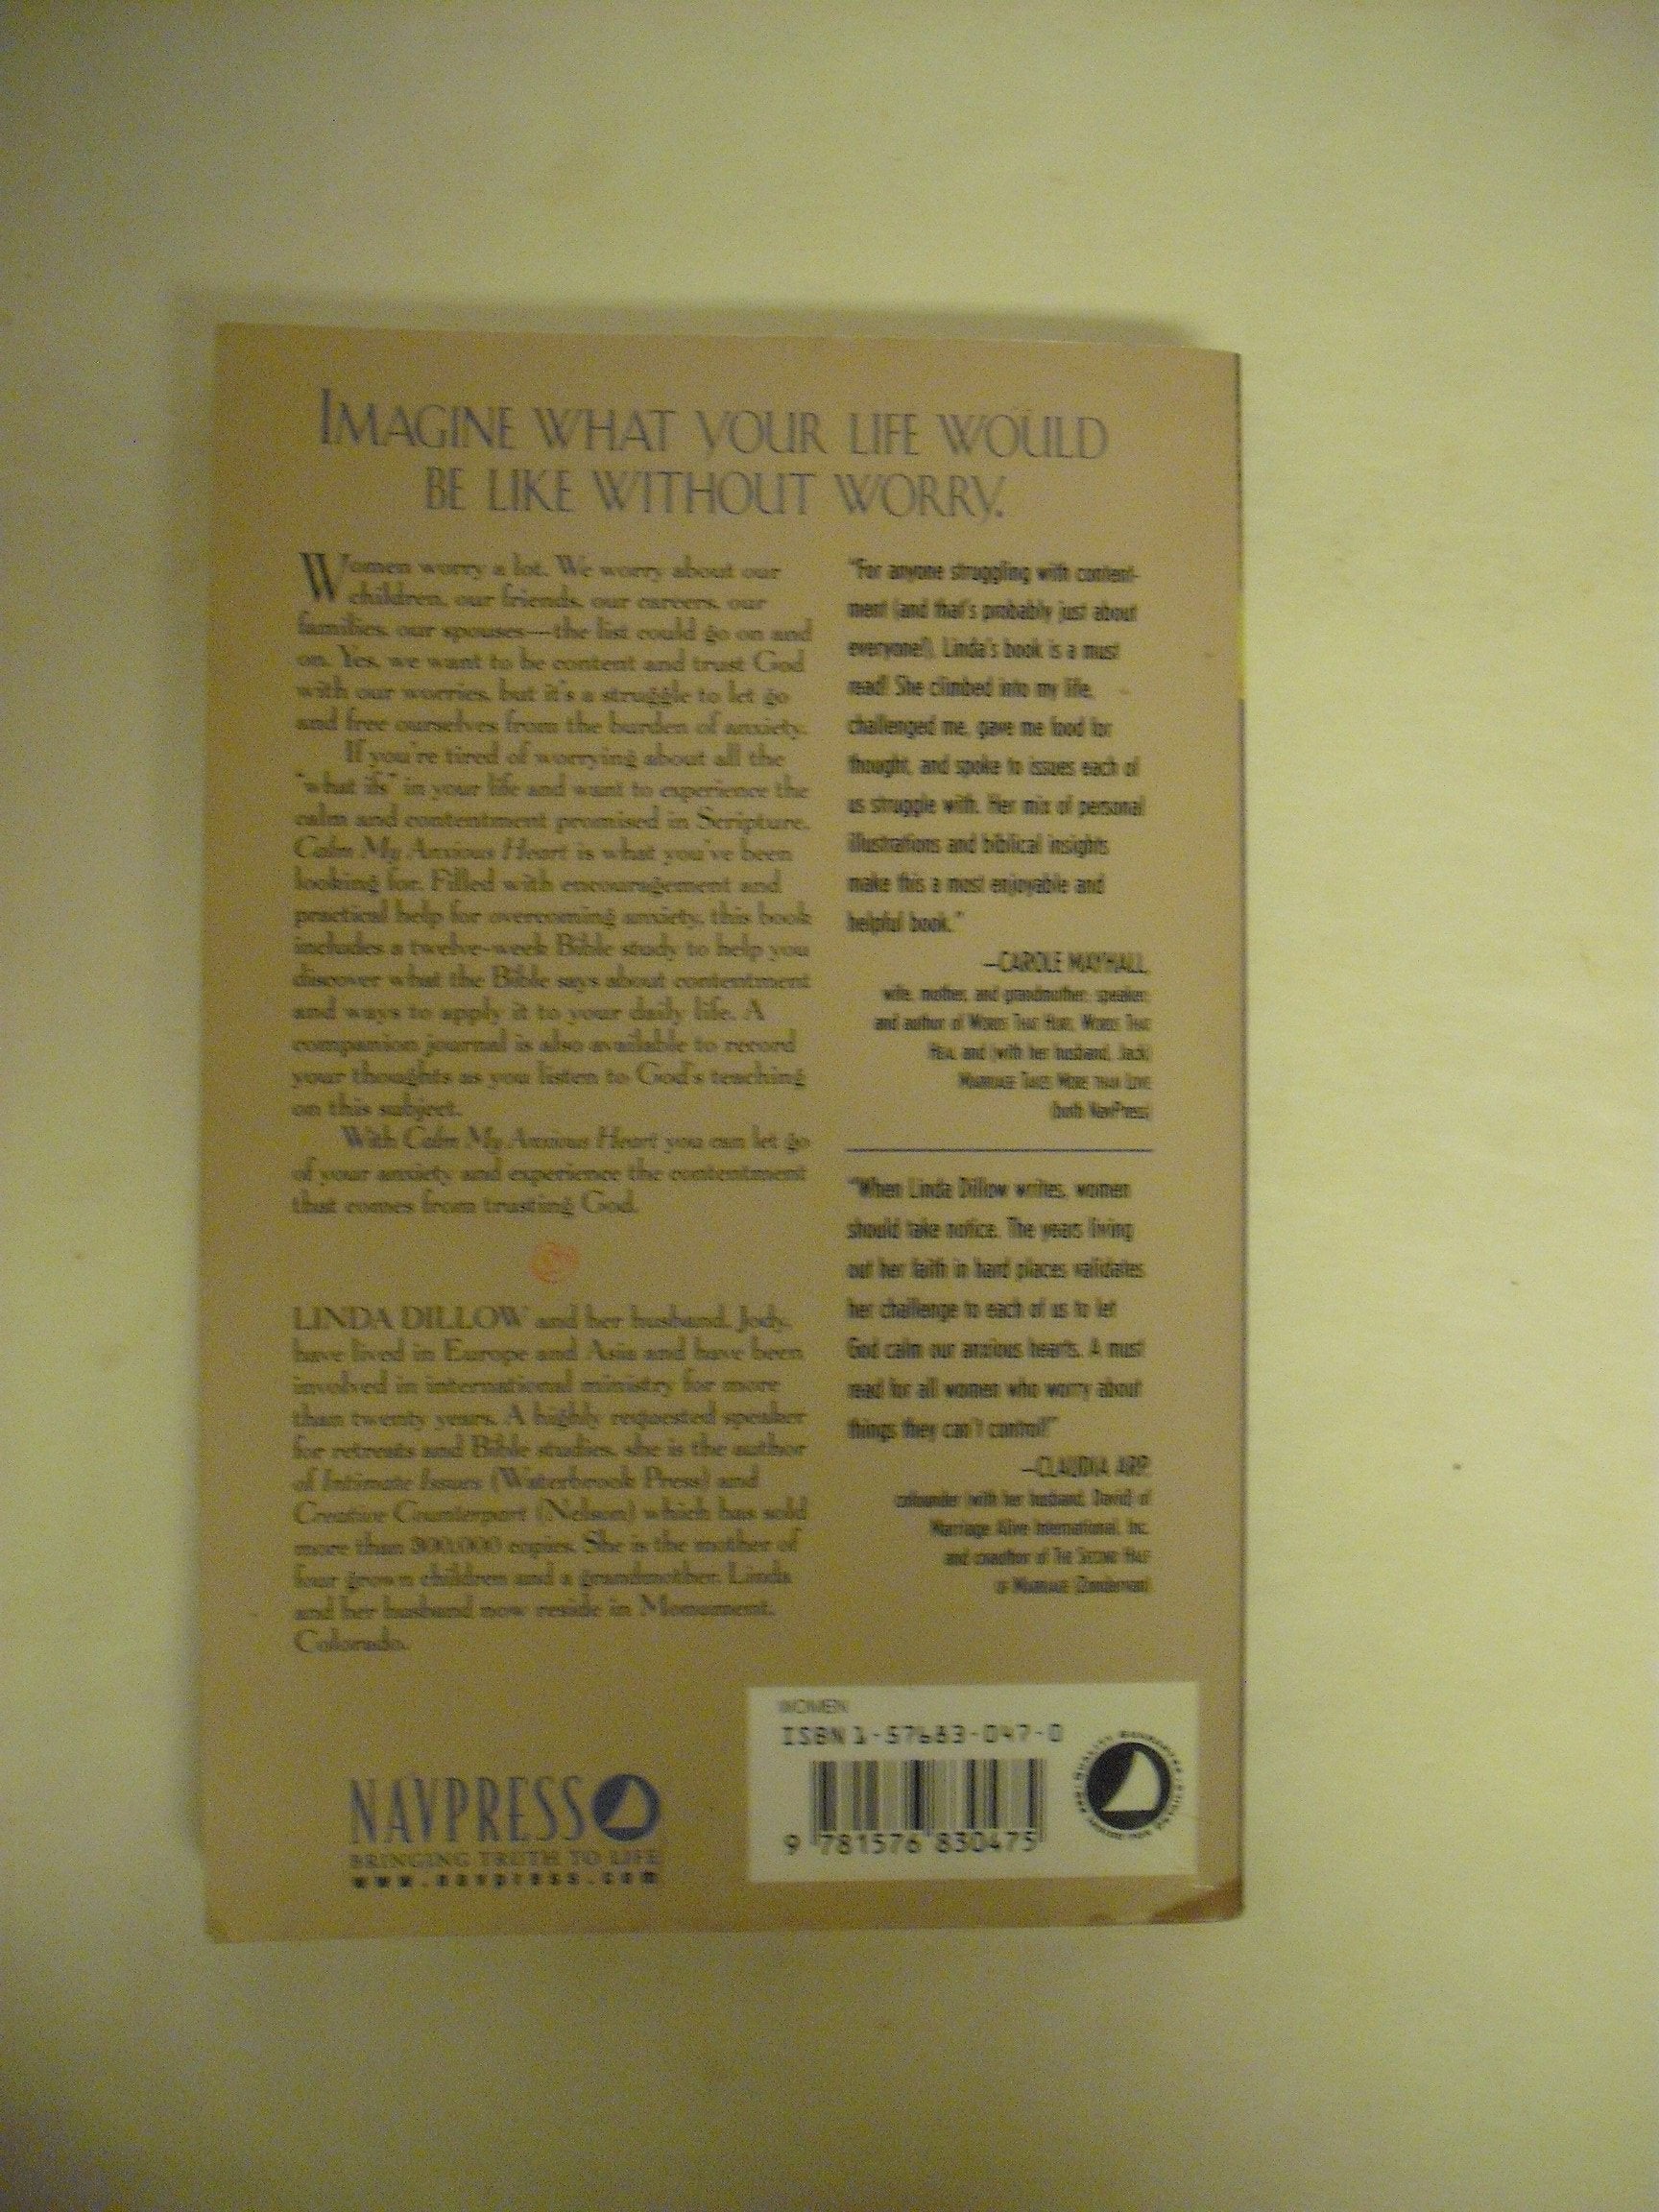 IMAGINE WHAT YOUR LIFE WOULD
BE LIKE WITHOUT WORRY.
Women worry a lot. We worry about our
children, our friends, our careers, our
families, our spouses—the list could go on and
on. Yes, we want to be content and trust God
with our worries, but it's a struggle to let go
and free ourselves from the burden of anxiety.
If you're tired of worrying about all the
"what ifs" in your life and want to experience the
calm and contentment promised in Scripture,
Calm My Anxious Heart is what you've been
looking for. Filled with encouragement and
practical help for overcoming anxiety, this book
includes a twelve-week Bible study to help you
discover what the Bible says about contentment
and ways to apply it to your daily life. A
companion journal is also available to record
your thoughts as you listen to God's teaching
on this subject.
With Calm My Anxious Heart you can let go
of your anxiety and experience the contentment
that comes from trusting God.
LINDA DILLOW and her husband, Jody,
have lived in Europe and Asia and have been
involved in international ministry for more
than twenty years. A highly requested speaker
for retreats and Bible studies, she is the author
of Intimate Issues (Waterbrook Press) and
Creative Counterpart (Nelson) which has sold
more than 300,000 copies. She is the mother of
four grown children and a grandmother. Linda
and her husband now reside in Monument,
Colorado.
"For anyone struggling with content-
ment (and that's probably just about
everyone!), Linda's book is a must
read! She climbed into my life,
challenged me, gave me food for
thought, and spoke to issues each of
us struggle with. Her mix of personal
illustrations and biblical insights
make this a most enjoyable and
helpful book."
—CAROLE MAYHALL,
wife, mother, and grandmother; speaker;
and author of WORDS THAT HURT, WORDS THAT
HEAL and (with her husband, Jack)
MARRIAGE TAKES MORE THAN LOVE
(both NavPress)
"When Linda Dillow writes, women
should take notice. The years living
out her faith in hard places validates
her challenge to each of us to let
God calm our anxious hearts. A must
read for all women who worry about
things they can't control!"
—CLAUDIA ARP,
cofounder (with her husband, David) of
Marriage Alive International, Inc.
and coauthor of THE SECOND HALF
OF MARRIAGE (Zondervan)
NAVPRESS
BRINGING TRUTH TO LIFE
www.navpress.com
WOMEN
ISBN 1-57683-047-0
9 781576 830475